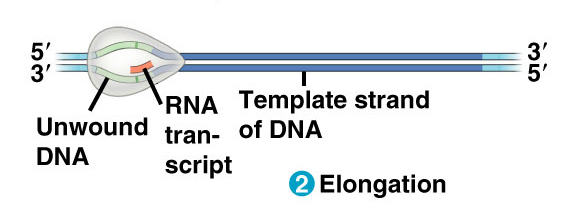 5′ 3′
3′ 5′
Unwound
DNA
RNA
tran-
script
Template strand
of DNA
2 Elongation